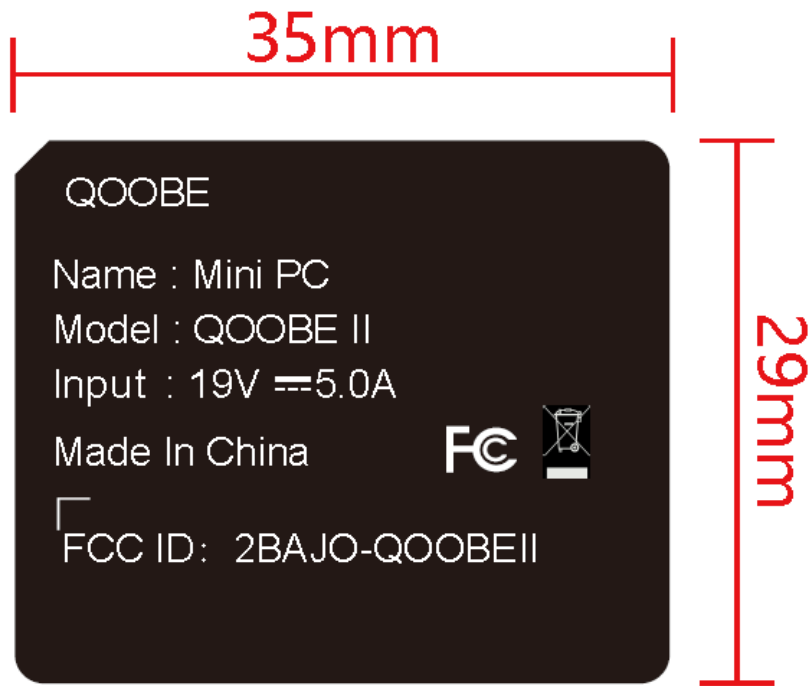 35mm
QOOBE
Name : Mini PC
Model : QOOBE II
Input : 19V ⎓5.0A
Made In China FC
FCC ID: 2BAJO-QOOBEII
29mm